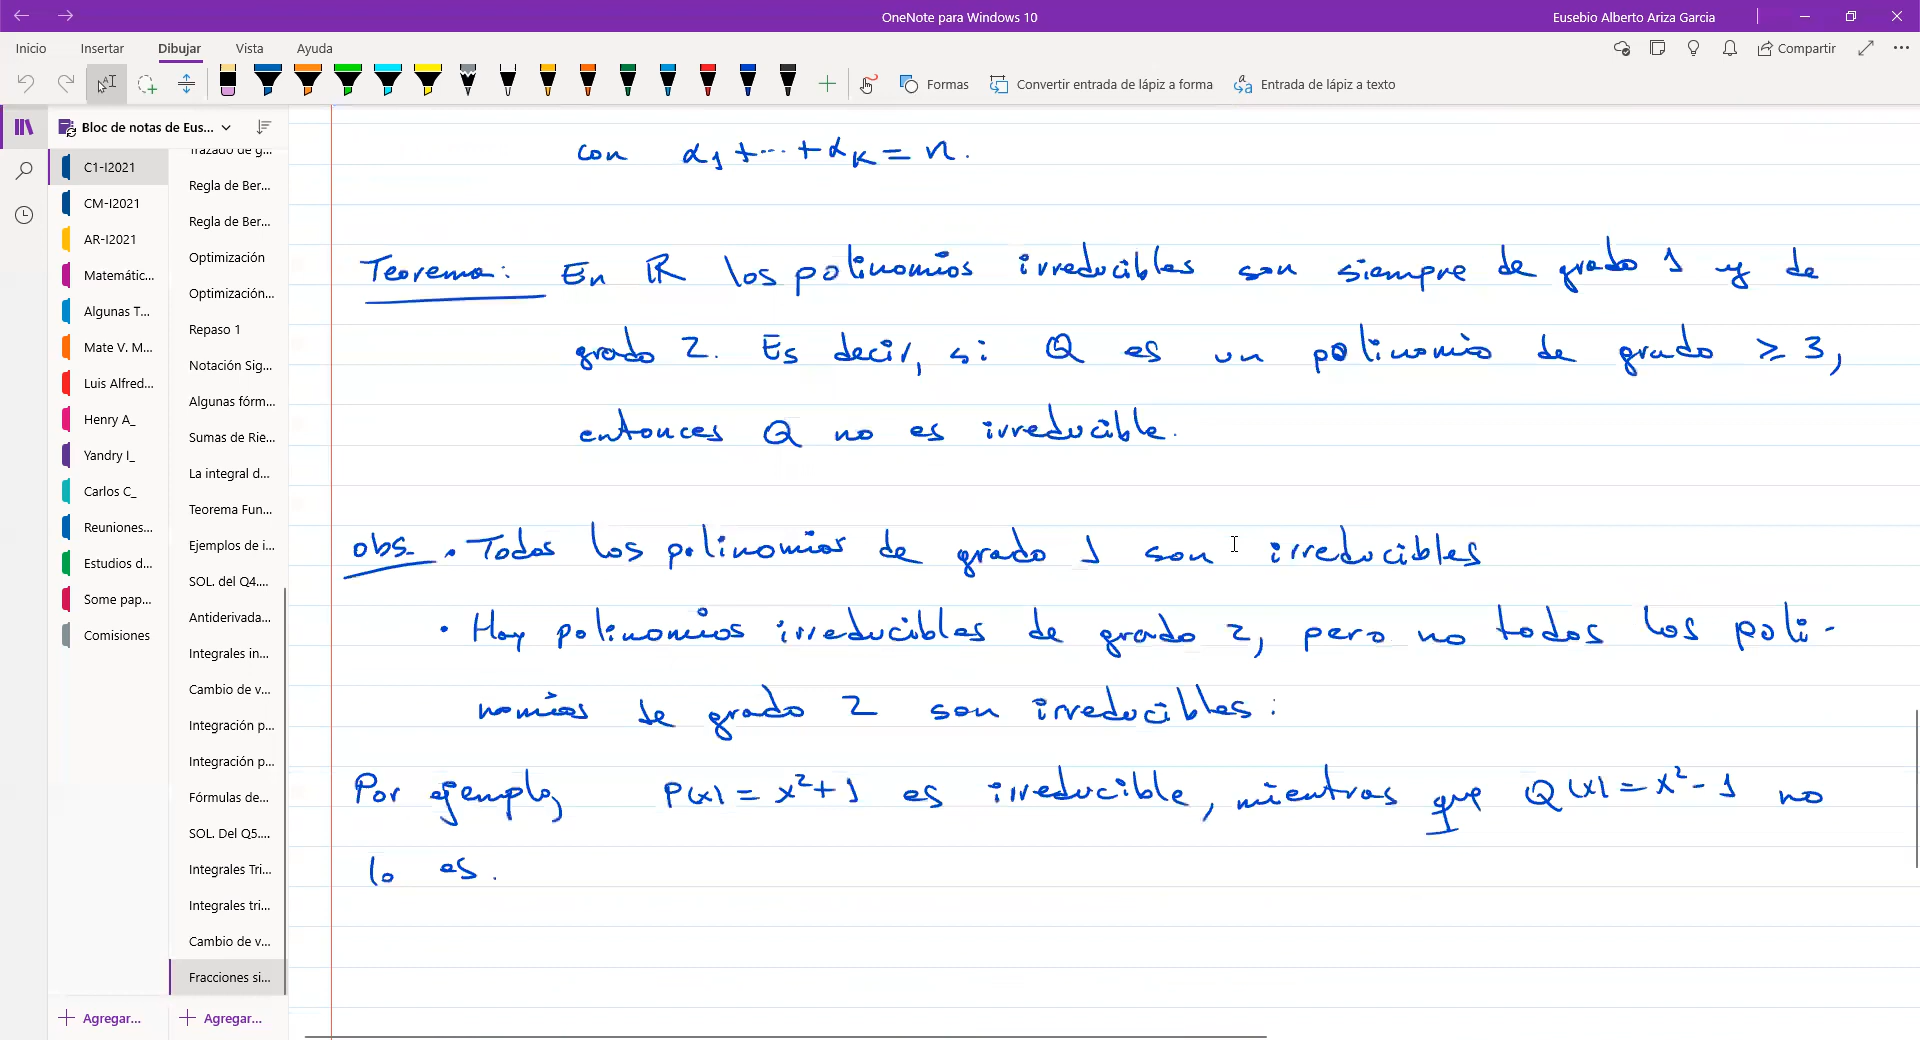 OneNote para Windows 10
Eusebio Alberto Ariza Garcia
Inicio Insertar Dibujar Vista Ayuda
Compartir
Formas Convertir entrada de lápiz a forma Entrada de lápiz a texto
Bloc de notas de Eus...
C1-I2021
CM-I2021
AR-I2021
Matemátic...
Algunas T...
Mate V. M...
Luis Alfred...
Henry A_
Yandry I_
Carlos C_
Reuniones...
Estudios d...
Some pap...
Comisiones
Agregar...
Trazado de g...
Regla de Ber...
Regla de Ber...
Optimización
Optimización...
Repaso 1
Notación Sig...
Algunas fórm...
Sumas de Rie...
La integral d...
Teorema Fun...
Ejemplos de i...
SOL. del Q4....
Antiderivada...
Integrales in...
Cambio de v...
Integración p...
Integración p...
Fórmulas de...
SOL. Del Q5....
Integrales Tri...
Integrales tri...
Cambio de v...
Fracciones si...
Agregar...
con α₁ + ··· + αₖ = n.
Teorema: En ℝ los polinomios irreducibles son siempre de grado 1 y de
grado 2. Es decir, si Q es un polinomio de grado ≥ 3,
entonces Q no es irreducible.
obs. • Todos los polinomios de grado 1 son irreducibles
• Hay polinomios irreducibles de grado 2, pero no todos los poli-
nomios de grado 2 son irreducibles:
Por ejemplo, P(x) = x² + 1 es irreducible, mientras que Q(x) = x² - 1 no
lo es.